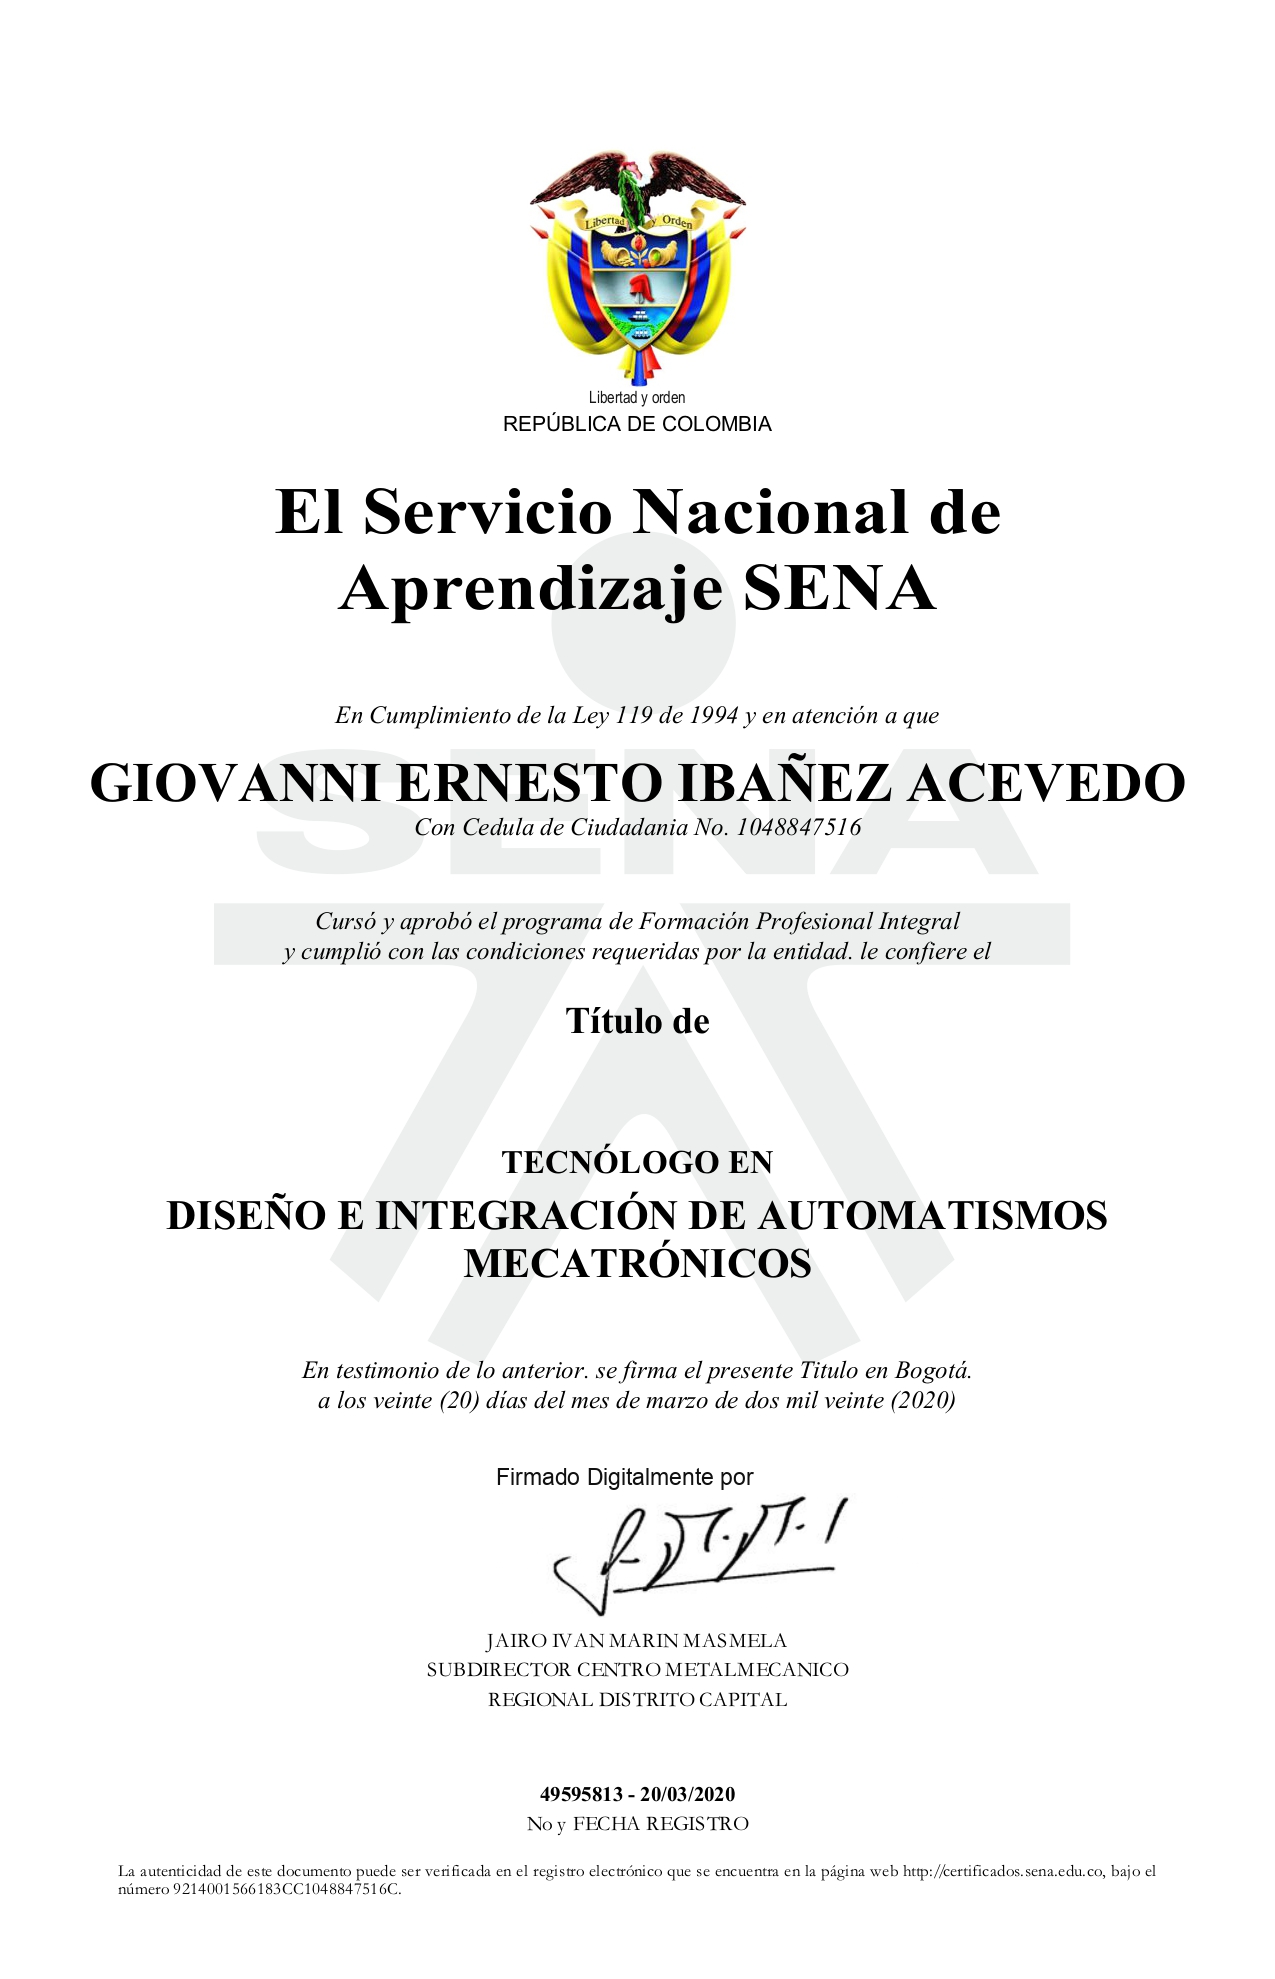 Libertad y Orden
Libertad y orden
REPÚBLICA DE COLOMBIA
El Servicio Nacional de
Aprendizaje SENA
En Cumplimiento de la Ley 119 de 1994 y en atención a que
SENA
GIOVANNI ERNESTO IBAÑEZ ACEVEDO
Con Cedula de Ciudadania No. 1048847516
Cursó y aprobó el programa de Formación Profesional Integral
y cumplió con las condiciones requeridas por la entidad. le confiere el
Título de
TECNÓLOGO EN
DISEÑO E INTEGRACIÓN DE AUTOMATISMOS
MECATRÓNICOS
En testimonio de lo anterior. se firma el presente Titulo en Bogotá.
a los veinte (20) días del mes de marzo de dos mil veinte (2020)
Firmado Digitalmente por
JAIRO IVAN MARIN MASMELA
SUBDIRECTOR CENTRO METALMECANICO
REGIONAL DISTRITO CAPITAL
49595813 - 20/03/2020
No y FECHA REGISTRO
La autenticidad de este documento puede ser verificada en el registro electrónico que se encuentra en la página web http://certificados.sena.edu.co, bajo el
número 9214001566183CC1048847516C.